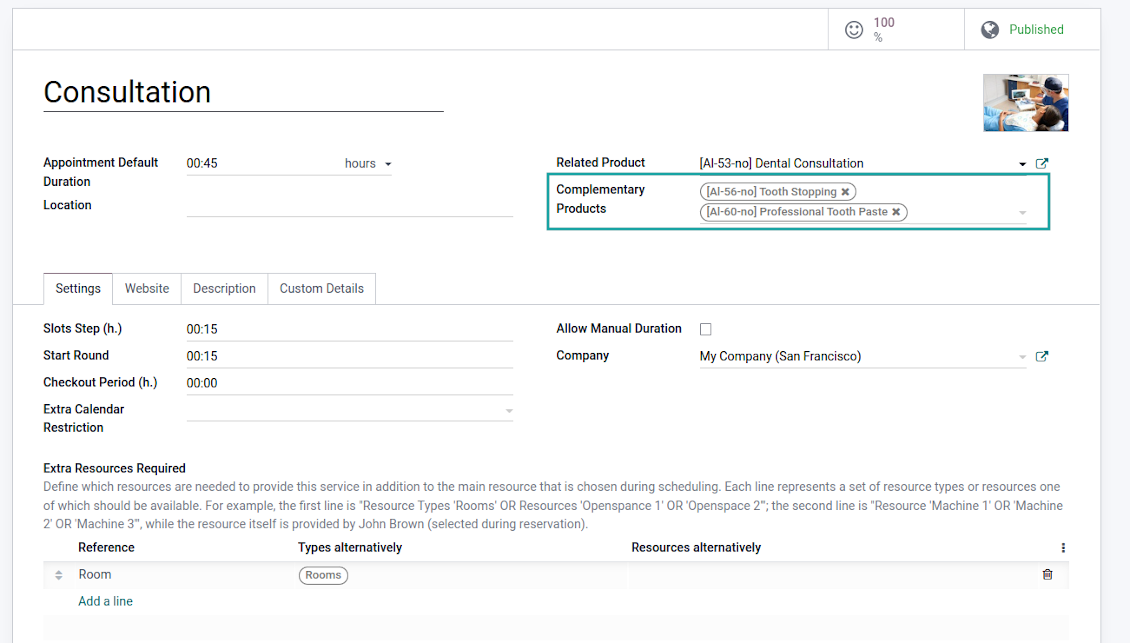 100
%
Published
Consultation
Appointment Default
Duration
00:45
hours
Location
Related Product
[Al-53-no] Dental Consultation
Complementary
Products
[Al-56-no] Tooth Stopping ✖
[Al-60-no] Professional Tooth Paste ✖
Settings
Website
Description
Custom Details
Slots Step (h.)
00:15
Start Round
00:15
Checkout Period (h.)
00:00
Extra Calendar
Restriction
Allow Manual Duration
Company
My Company (San Francisco)
Extra Resources Required
Define which resources are needed to provide this service in addition to the main resource that is chosen during scheduling. Each line represents a set of resource types or resources one
of which should be available. For example, the first line is "Resource Types 'Rooms' OR Resources 'Openspance 1' OR 'Openspace 2'"; the second line is "Resource 'Machine 1' OR 'Machine
2' OR 'Machine 3'", while the resource itself is provided by John Brown (selected during reservation).
Reference
Types alternatively
Resources alternatively
Room
Rooms
Add a line